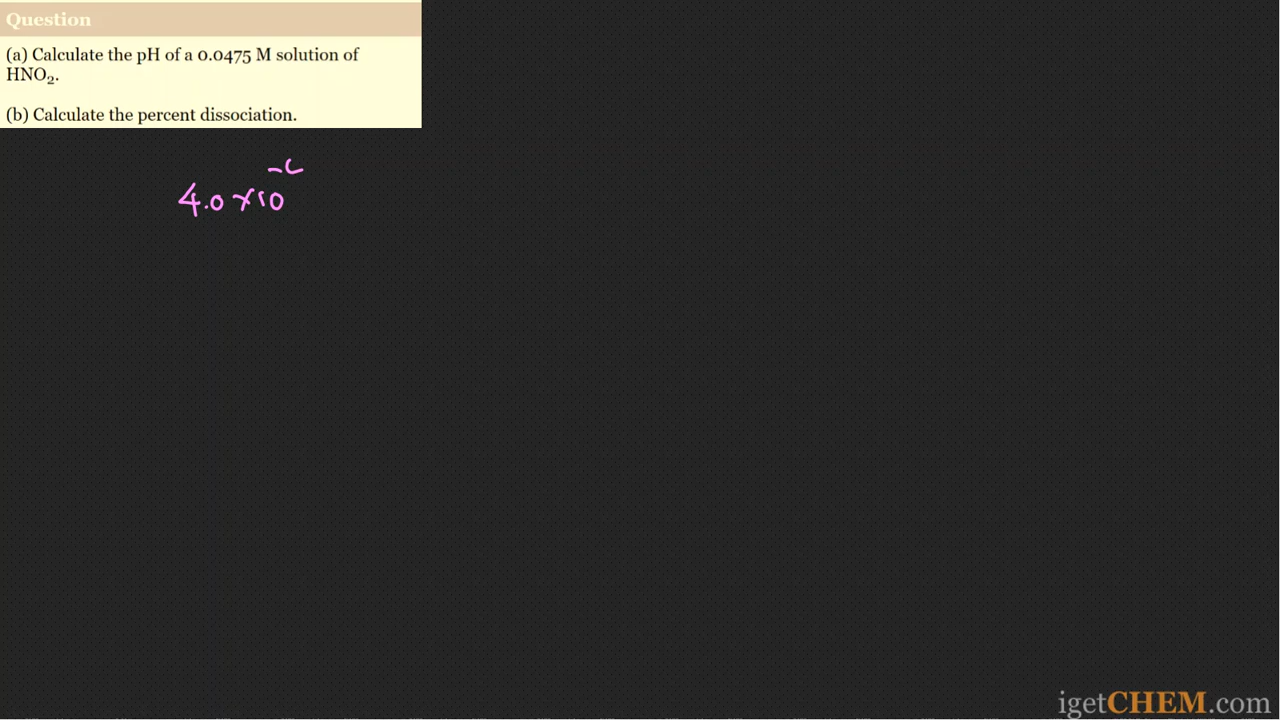 Question
(a) Calculate the pH of a 0.0475 M solution of
HNO₂.
(b) Calculate the percent dissociation.
4.0 x 10⁻
igetCHEM.com